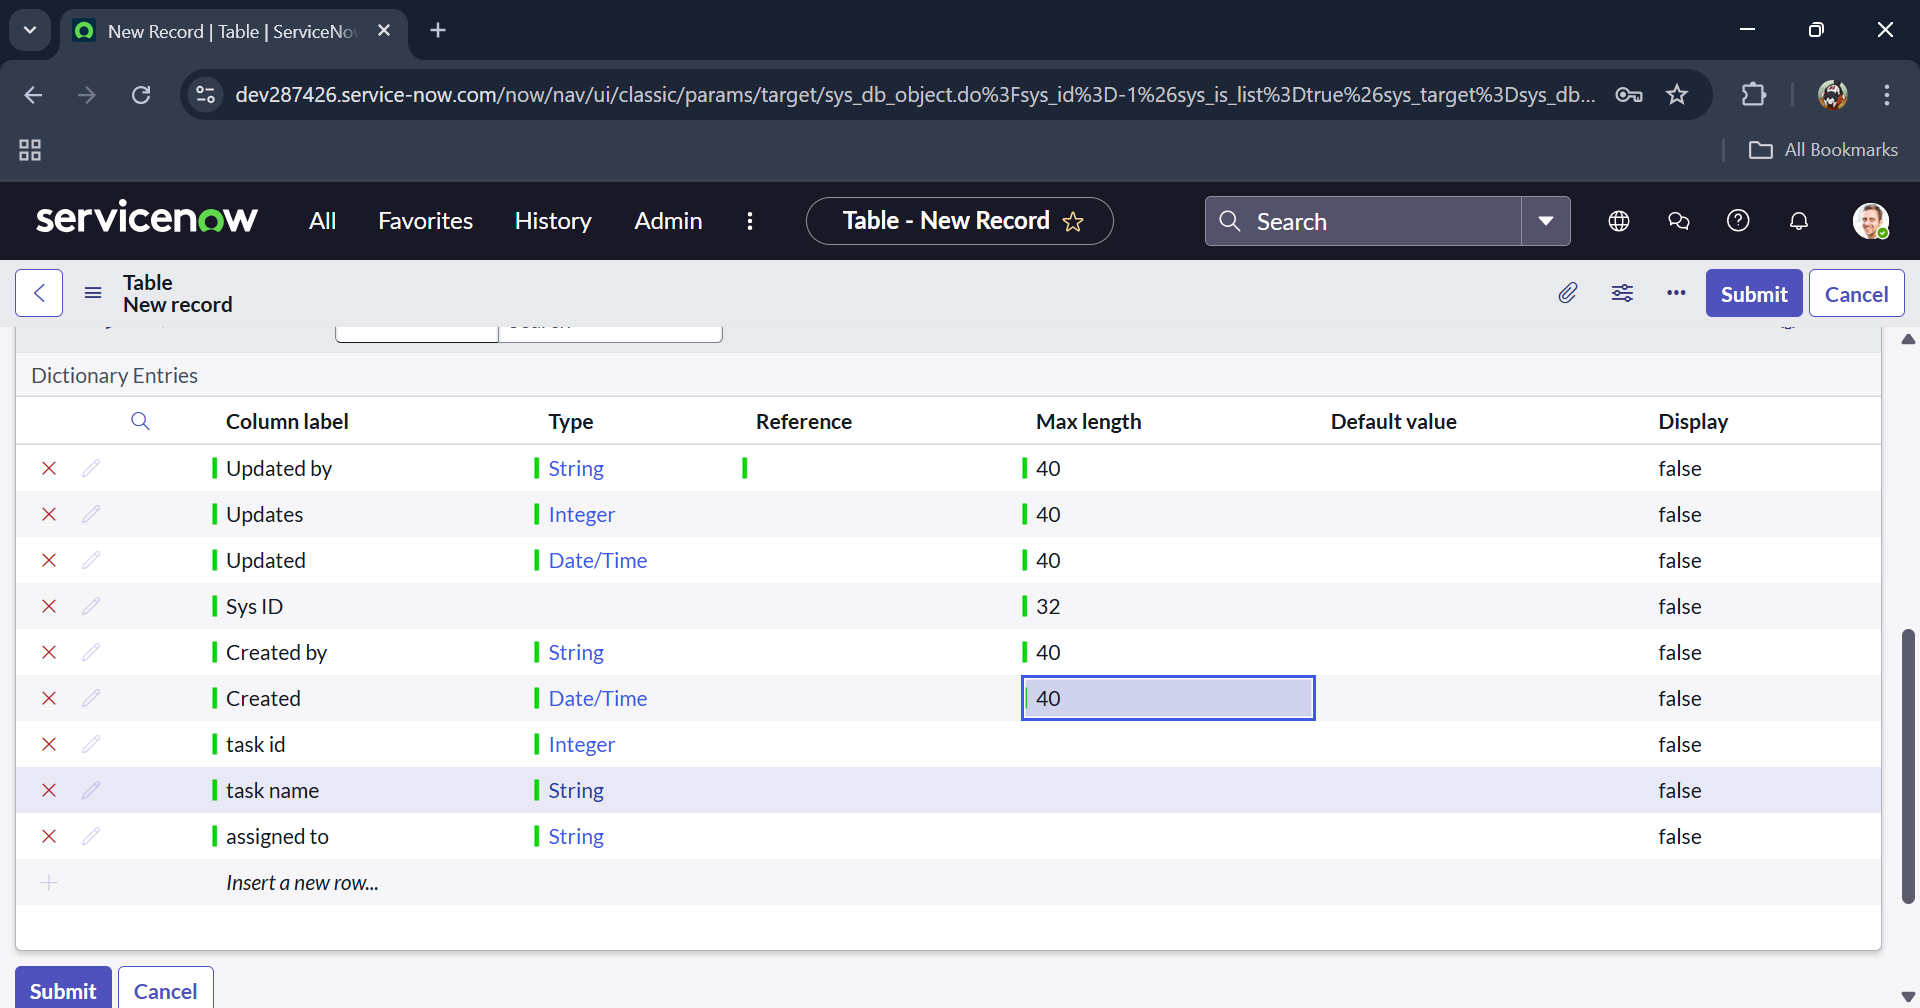 New Record | Table | ServiceNow
dev287426.service-now.com/now/nav/ui/classic/params/target/sys_db_object.do%3Fsys_id%3D-1%26sys_is_list%3Dtrue%26sys_target%3Dsys_db...
All Bookmarks
servicenow All Favorites History Admin Table - New Record Search
Table
New record
Submit Cancel
Dictionary Entries
Column label Type Reference Max length Default value Display
Updated by String 40 false
Updates Integer 40 false
Updated Date/Time 40 false
Sys ID 32 false
Created by String 40 false
Created Date/Time 40 false
task id Integer false
task name String false
assigned to String false
Insert a new row...
Submit Cancel